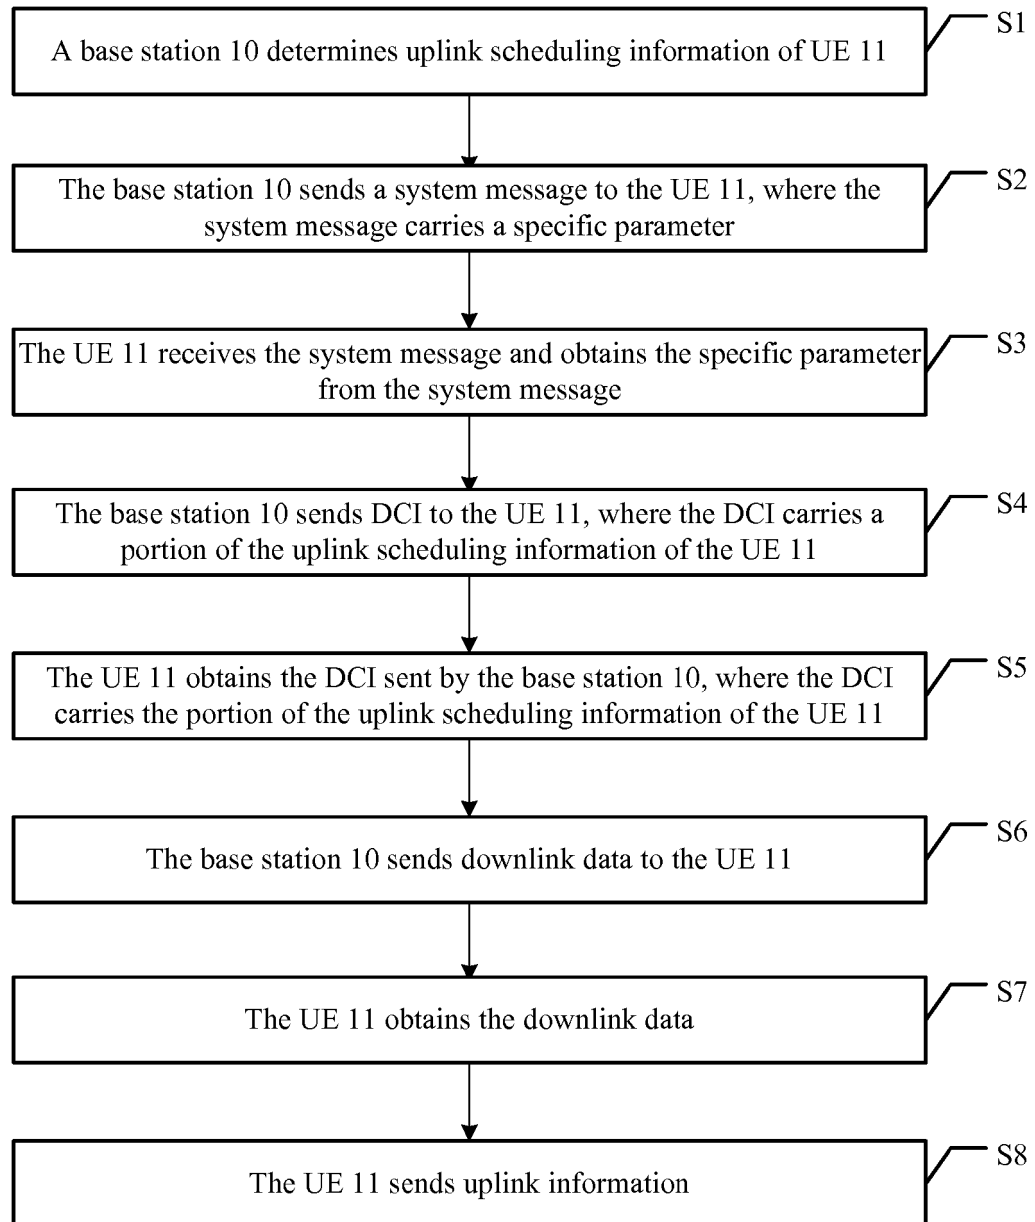 A base station 10 determines uplink scheduling information of UE 11
S1
The base station 10 sends a system message to the UE 11, where the
system message carries a specific parameter
S2
The UE 11 receives the system message and obtains the specific parameter
from the system message
S3
The base station 10 sends DCI to the UE 11, where the DCI carries a
portion of the uplink scheduling information of the UE 11
S4
The UE 11 obtains the DCI sent by the base station 10, where the DCI
carries the portion of the uplink scheduling information of the UE 11
S5
The base station 10 sends downlink data to the UE 11
S6
The UE 11 obtains the downlink data
S7
The UE 11 sends uplink information
S8